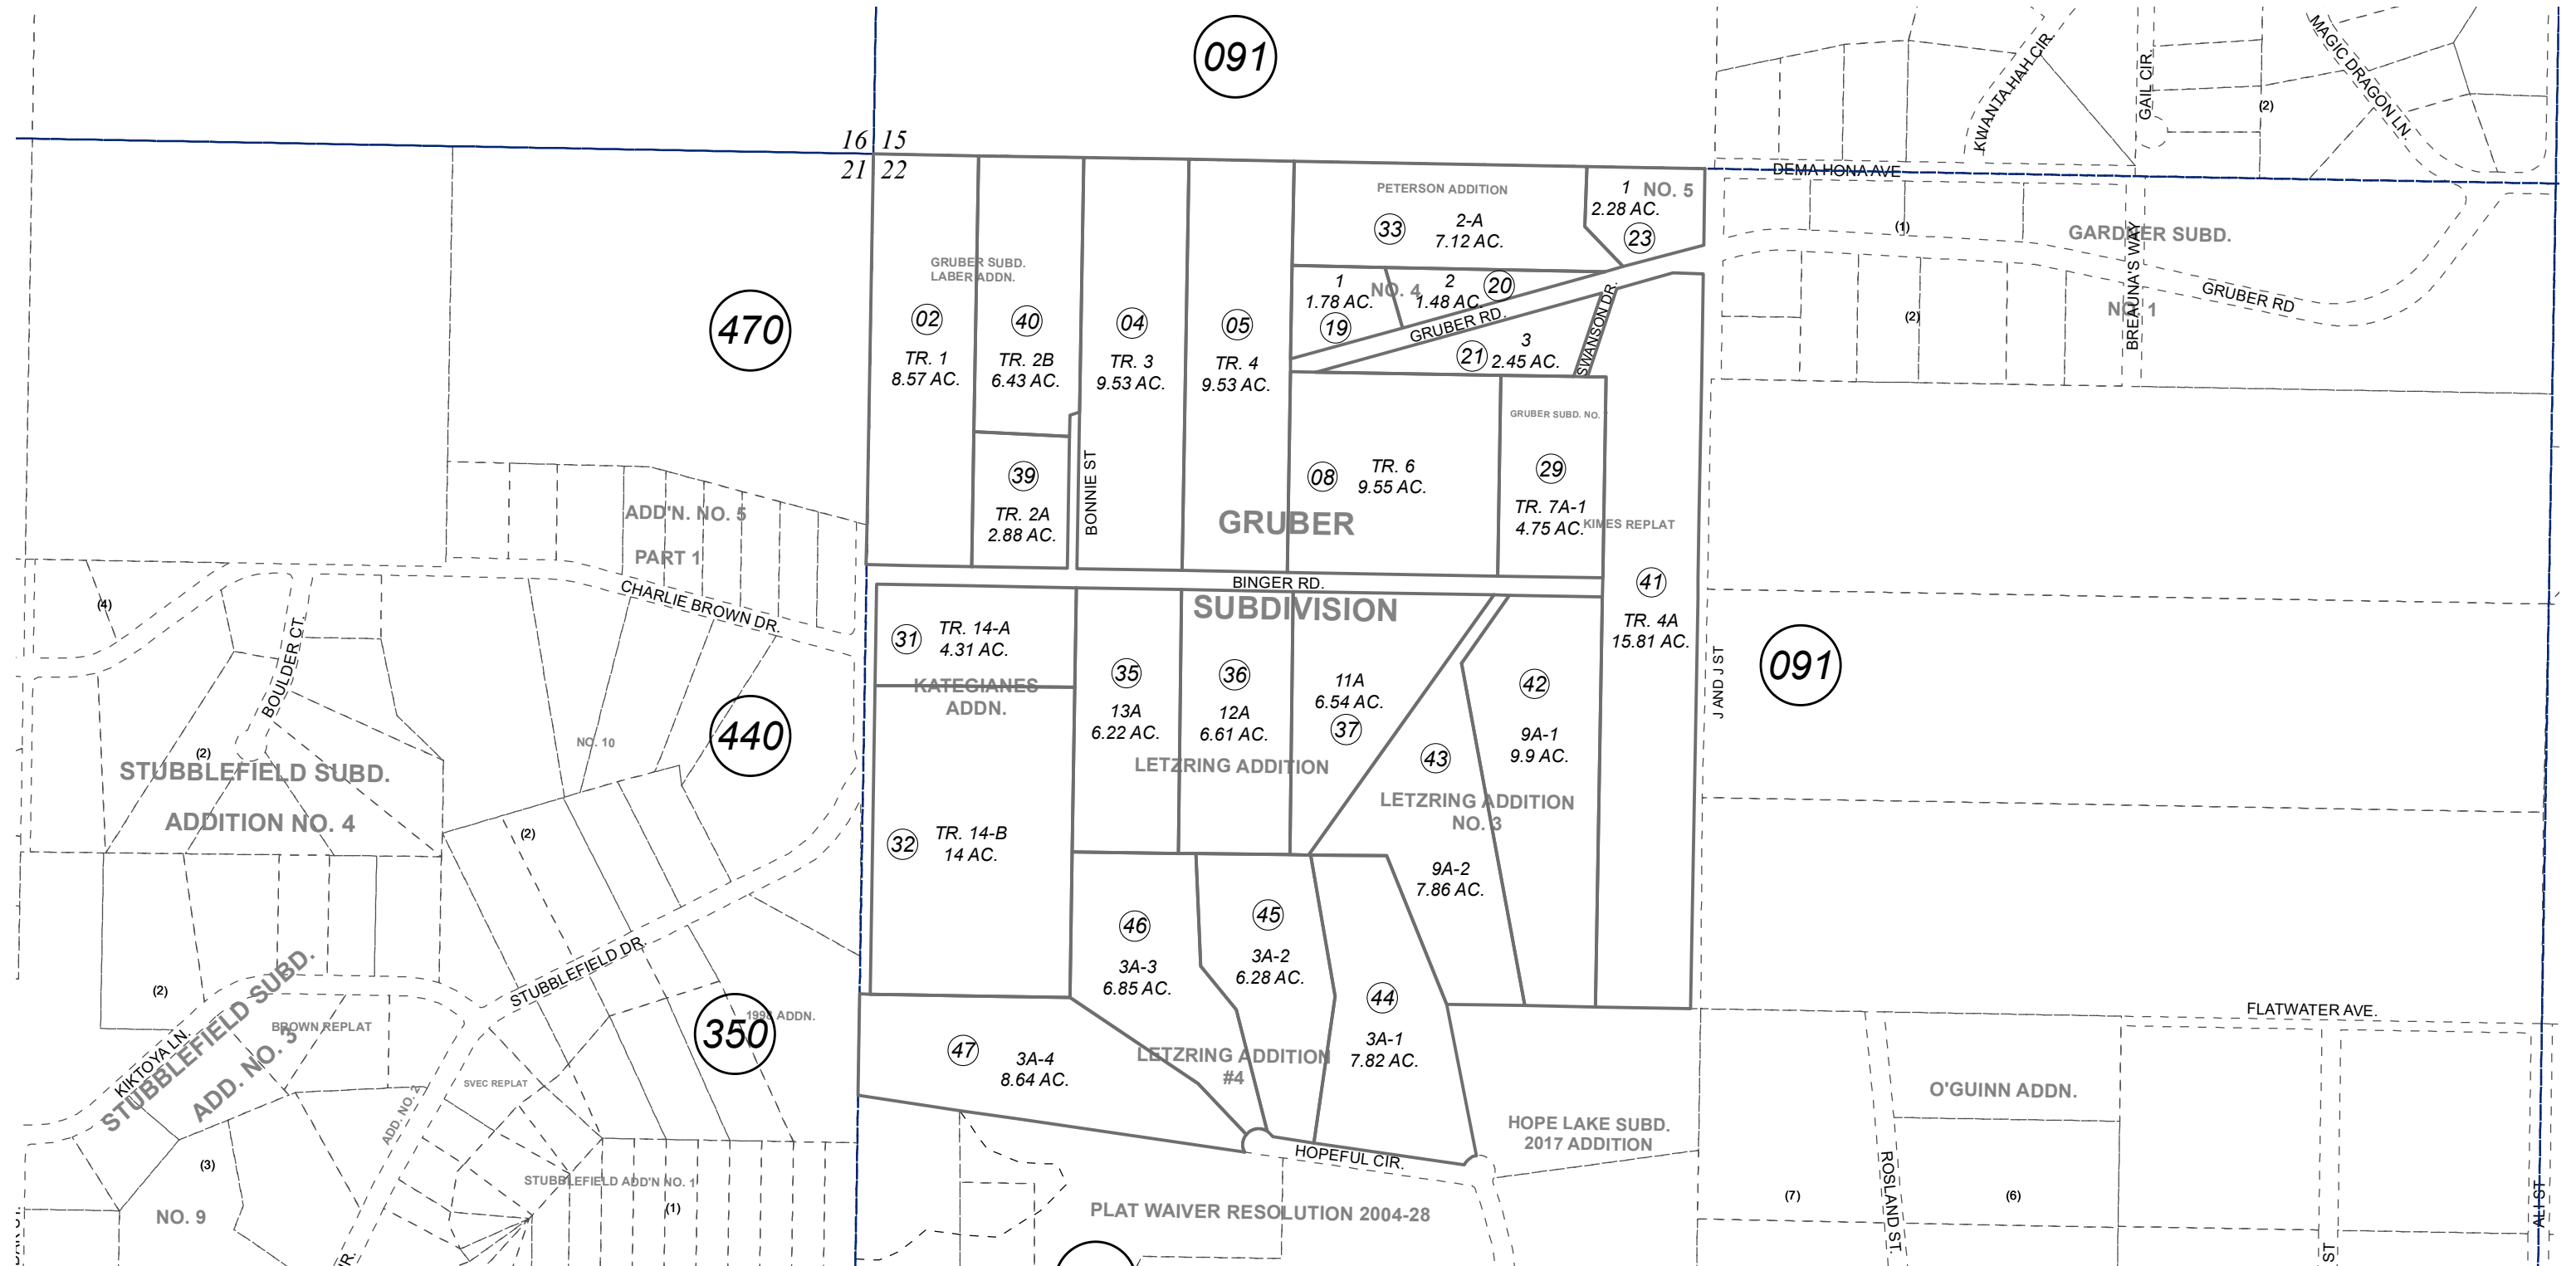 091
16 15
21 22
KWANTA HAH CIR.
GAIL CIR.
MAGIC DRAGON LN.
(2)
DEMA HONA AVE
PETERSON ADDITION
33
2-A
7.12 AC.
1
NO. 5
2.28 AC.
23
(1)
GARDNER SUBD.
NO. 1
BREAUNA'S WAY
GRUBER RD
(2)
GRUBER SUBD.
LABER ADDN.
470
02
TR. 1
8.57 AC.
40
TR. 2B
6.43 AC.
04
TR. 3
9.53 AC.
05
TR. 4
9.53 AC.
1
1.78 AC.
19
NO. 4
2
1.48 AC.
20
GRUBER RD.
SWANSON DR.
3
21
2.45 AC.
GRUBER SUBD. NO.
39
TR. 2A
2.88 AC.
BONNIE ST
08
TR. 6
9.55 AC.
29
TR. 7A-1
4.75 AC.
KIMES REPLAT
GRUBER
ADD'N. NO. 5
PART 1
CHARLIE BROWN DR.
BINGER RD.
SUBDIVISION
41
TR. 4A
15.81 AC.
J AND J ST
091
(4)
BOULDER CT.
31
TR. 14-A
4.31 AC.
KATEGIANES
ADDN.
35
13A
6.22 AC.
36
12A
6.61 AC.
11A
6.54 AC.
37
42
9A-1
9.9 AC.
43
LETZRING ADDITION
LETZRING ADDITION
NO. 3
9A-2
7.86 AC.
440
NO. 10
(2)
STUBBLEFIELD SUBD.
ADDITION NO. 4
(2)
32
TR. 14-B
14 AC.
46
3A-3
6.85 AC.
45
3A-2
6.28 AC.
44
3A-1
7.82 AC.
STUBBLEFIELD DR.
(2)
STUBBLEFIELD SUBD.
ADD. NO. 3
BROWN REPLAT
KIKTOYA LN.
350
1998 ADDN.
47
3A-4
8.64 AC.
LETZRING ADDITION
#4
FLATWATER AVE.
SVEC REPLAT
ADD. NO. 2
O'GUINN ADDN.
HOPE LAKE SUBD.
2017 ADDITION
HOPEFUL CIR.
(3)
STUBBLEFIELD ADD'N NO. 1
(1)
NO. 9
PLAT WAIVER RESOLUTION 2004-28
(7)
ROSLAND ST.
(6)
ALI ST
ST